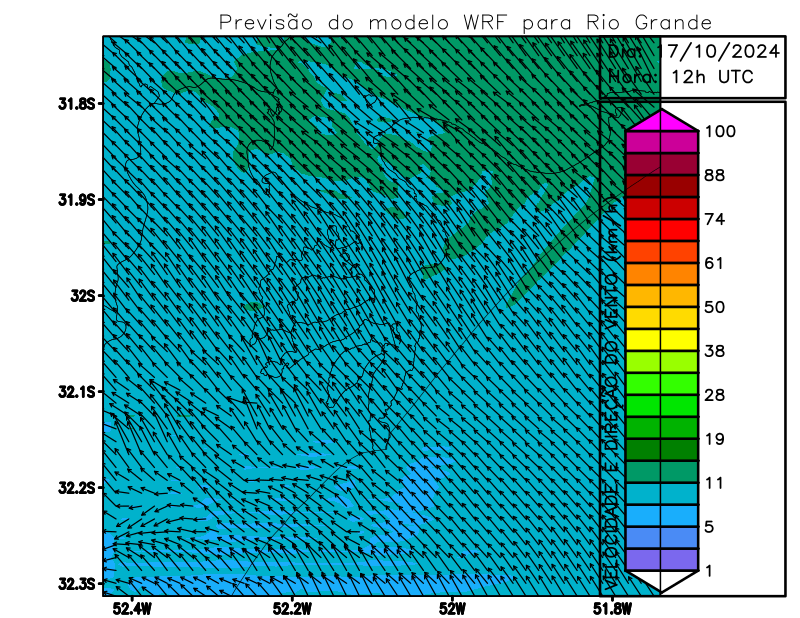 Previsão do modelo WRF para Rio Grande
Dia: 17/10/2024
Hora: 12h UTC
31.8S
31.9S
32S
32.1S
32.2S
32.3S
52.4W
52.2W
52W
51.8W
VELOCIDADE E DIREÇÃO DO VENTO (km/h)
100
88
74
61
50
38
28
19
11
5
1